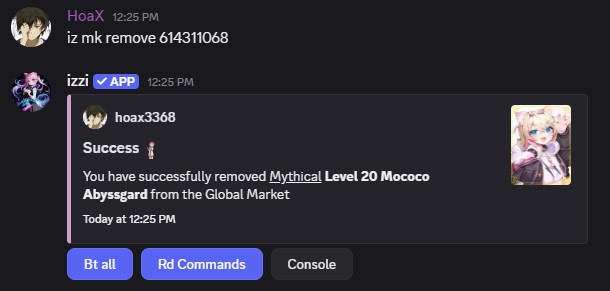 HoaX 12:25 PM
iz mk remove 614311068
izzi ✓ APP 12:25 PM
hoax3368
Success
You have successfully removed Mythical Level 20 Mococo
Abyssgard from the Global Market
Today at 12:25 PM
Bt all Rd Commands Console